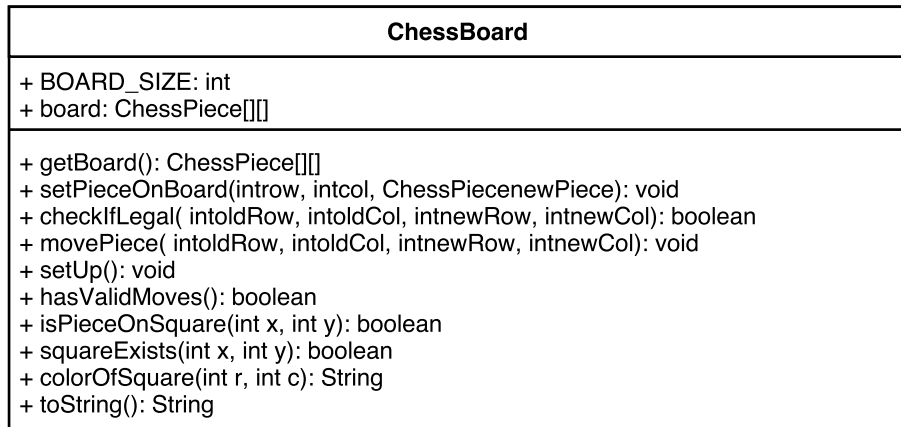 ChessBoard
+ BOARD_SIZE: int
+ board: ChessPiece[][]
+ getBoard(): ChessPiece[][]
+ setPieceOnBoard(introw, intcol, ChessPiecenewPiece): void
+ checkIfLegal( intoldRow, intoldCol, intnewRow, intnewCol): boolean
+ movePiece( intoldRow, intoldCol, intnewRow, intnewCol): void
+ setUp(): void
+ hasValidMoves(): boolean
+ isPieceOnSquare(int x, int y): boolean
+ squareExists(int x, int y): boolean
+ colorOfSquare(int r, int c): String
+ toString(): String